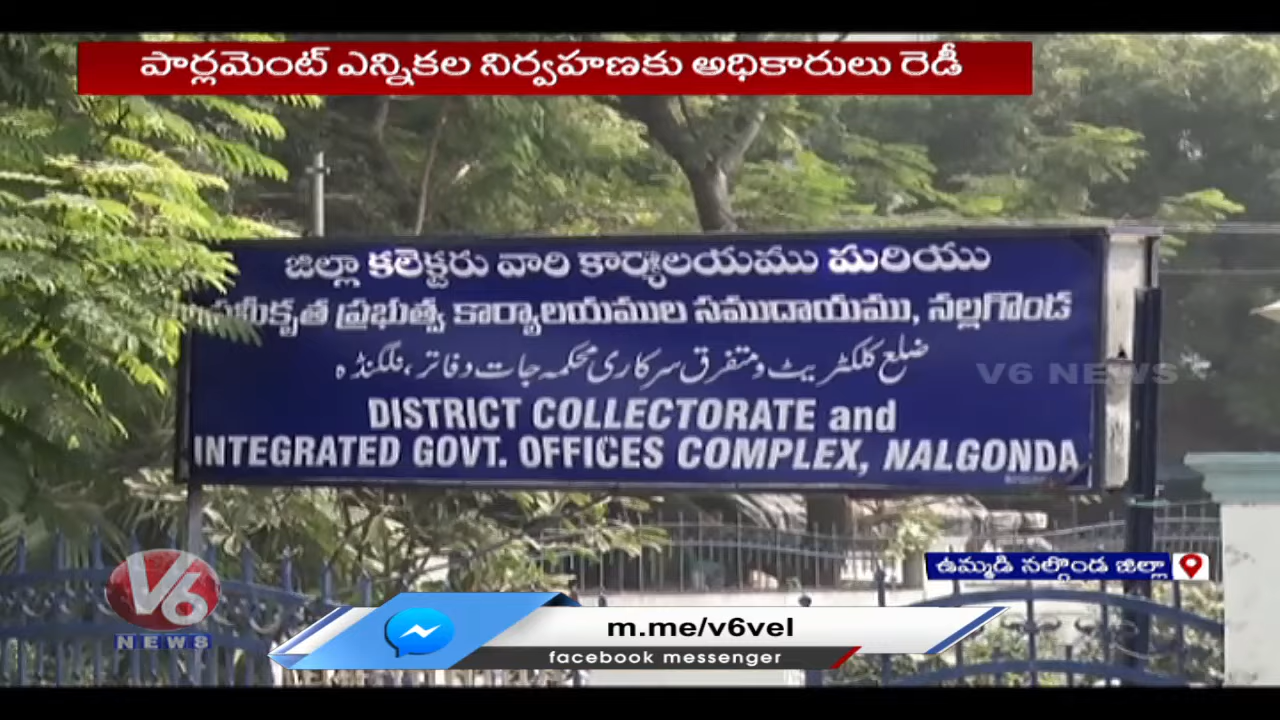 పార్లమెంట్ ఎన్నికల నిర్వహణకు అధికారులు రెడీ
జిల్లా కలెక్టరు వారి కార్యాలయము మరియు
ప్రభుత్వ కార్యాలయముల సముదాయము, నల్లగొండ
ضلع کلکٹریٹ و متفرق سرکاری محکمہ جات و دفاتر، نلگنڈہ
DISTRICT COLLECTORATE and
INTEGRATED GOVT. OFFICES COMPLEX, NALGONDA
V6 NEWS
ఉమ్మడి నల్గొండ జిల్లా
V6
NEWS
m.me/v6vel
facebook messenger